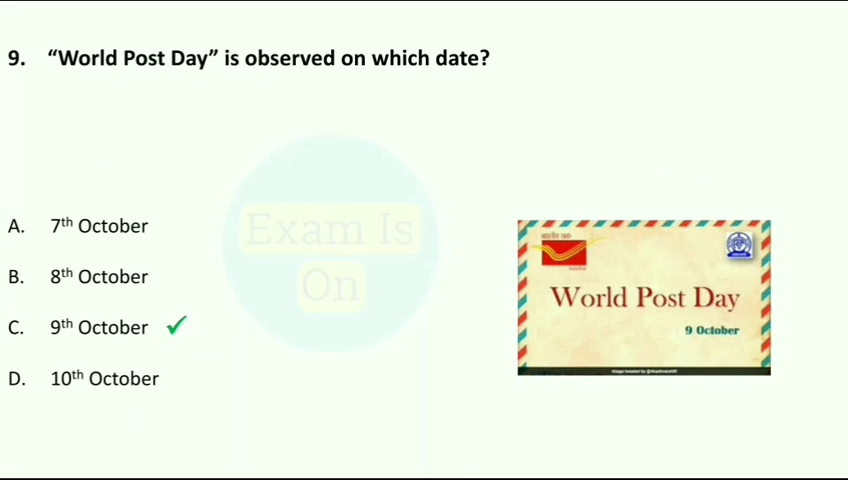 9. “World Post Day” is observed on which date?
Exam Is
On
A. 7th October
B. 8th October
C. 9th October
D. 10th October
World Post Day
9 October